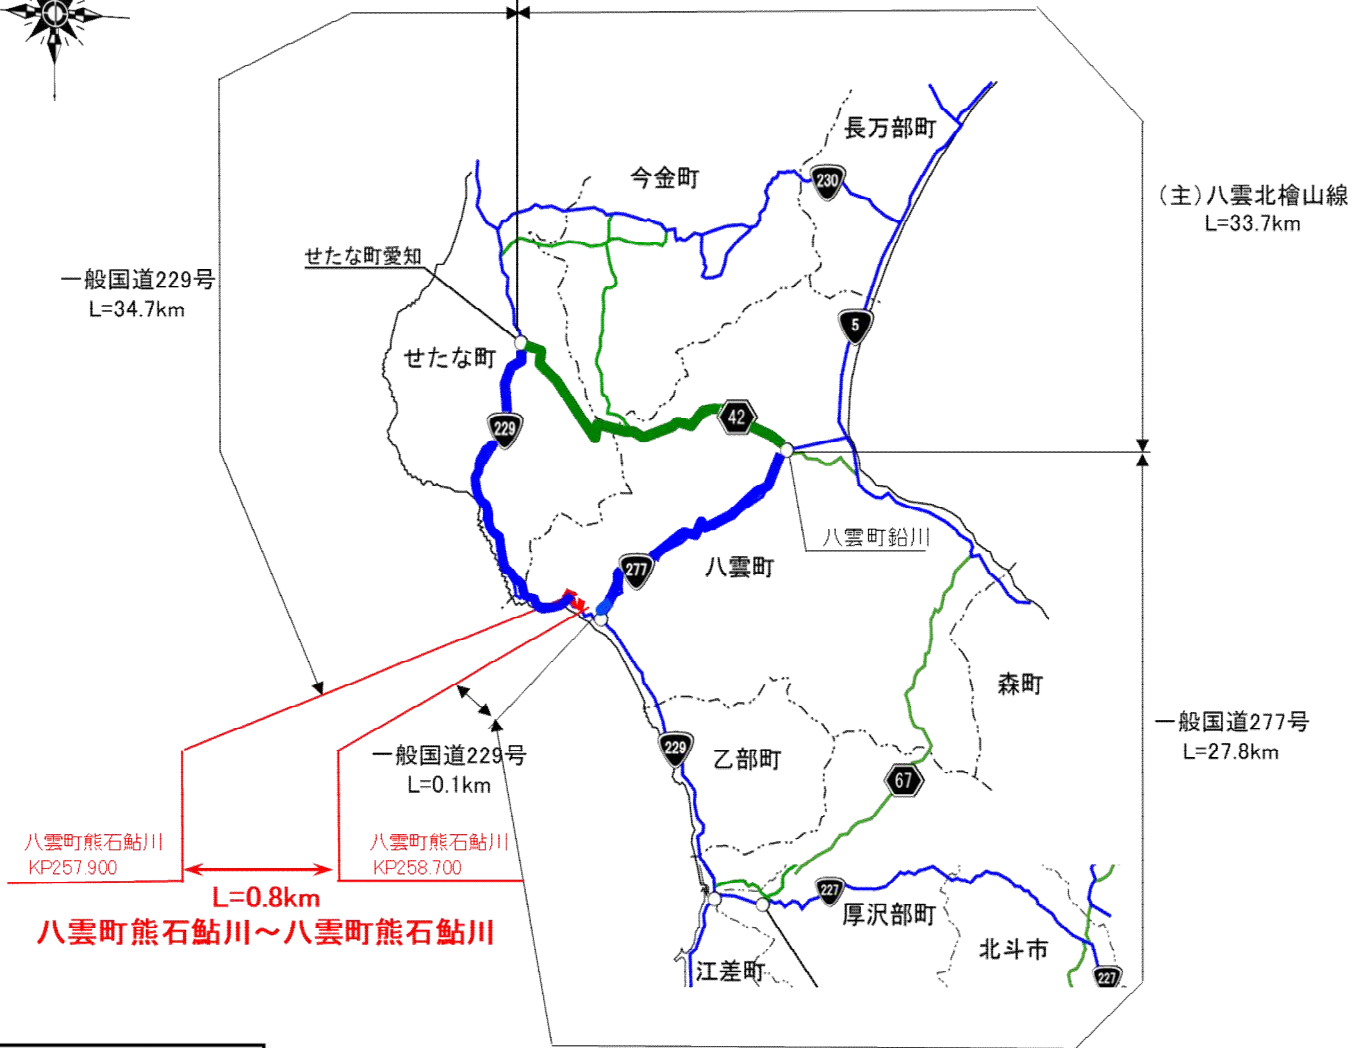 長万部町
今金町
230
(主)八雲北檜山線
L=33.7km
せたな町愛知
一般国道229号
L=34.7km
5
せたな町
42
229
八雲町鉛川
277
八雲町
森町
一般国道277号
L=27.8km
229
乙部町
一般国道229号
L=0.1km
67
八雲町熊石鮎川
KP257.900
八雲町熊石鮎川
KP258.700
L=0.8km
八雲町熊石鮎川～八雲町熊石鮎川
227
厚沢部町
北斗市
江差町
227